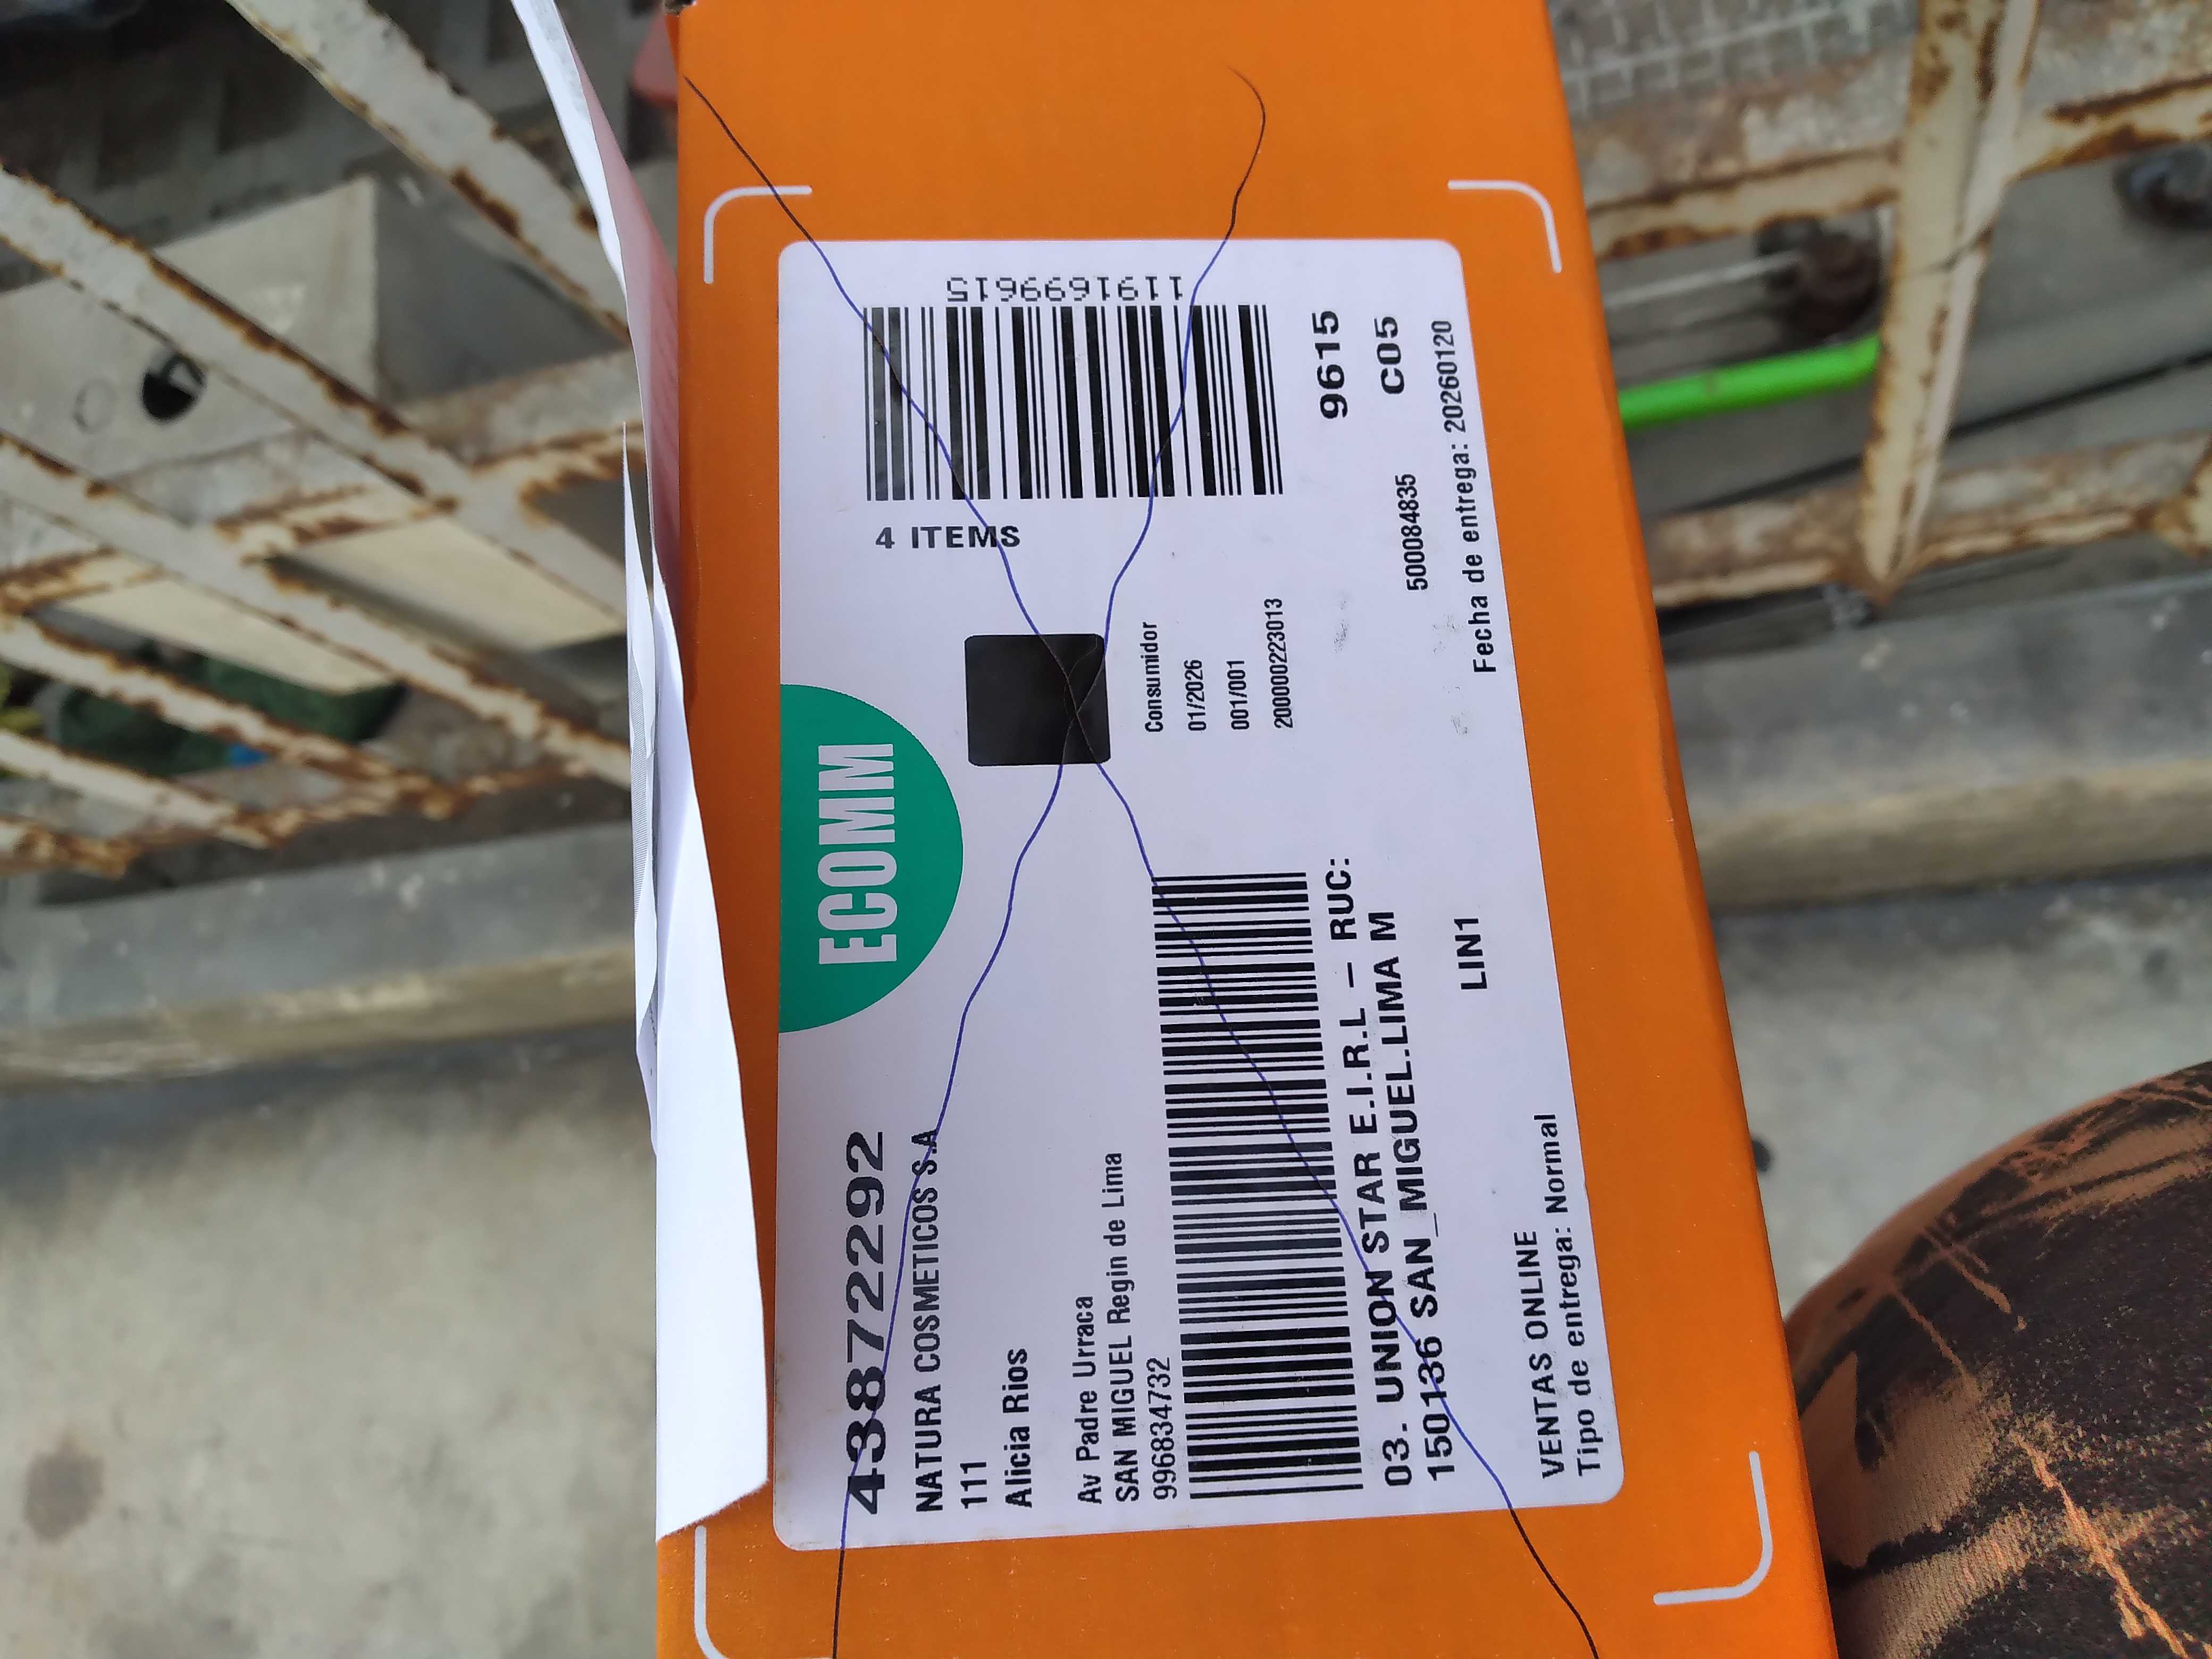 438722292
ECOMM
NATURA COSMETICOS S.A
111
Alicia Rios
Av Padre Urraca
SAN MIGUEL Regin de Lima
996834732
4 ITEMS
1191699615
Consumidor
01/2026
001/001
200000223013
9615
C05
03. UNION STAR E.I.R.L – RUC:
150136 SAN_MIGUEL.LIMA M
500084835
LIN1
Fecha de entrega: 20260120
VENTAS ONLINE
Tipo de entrega: Normal